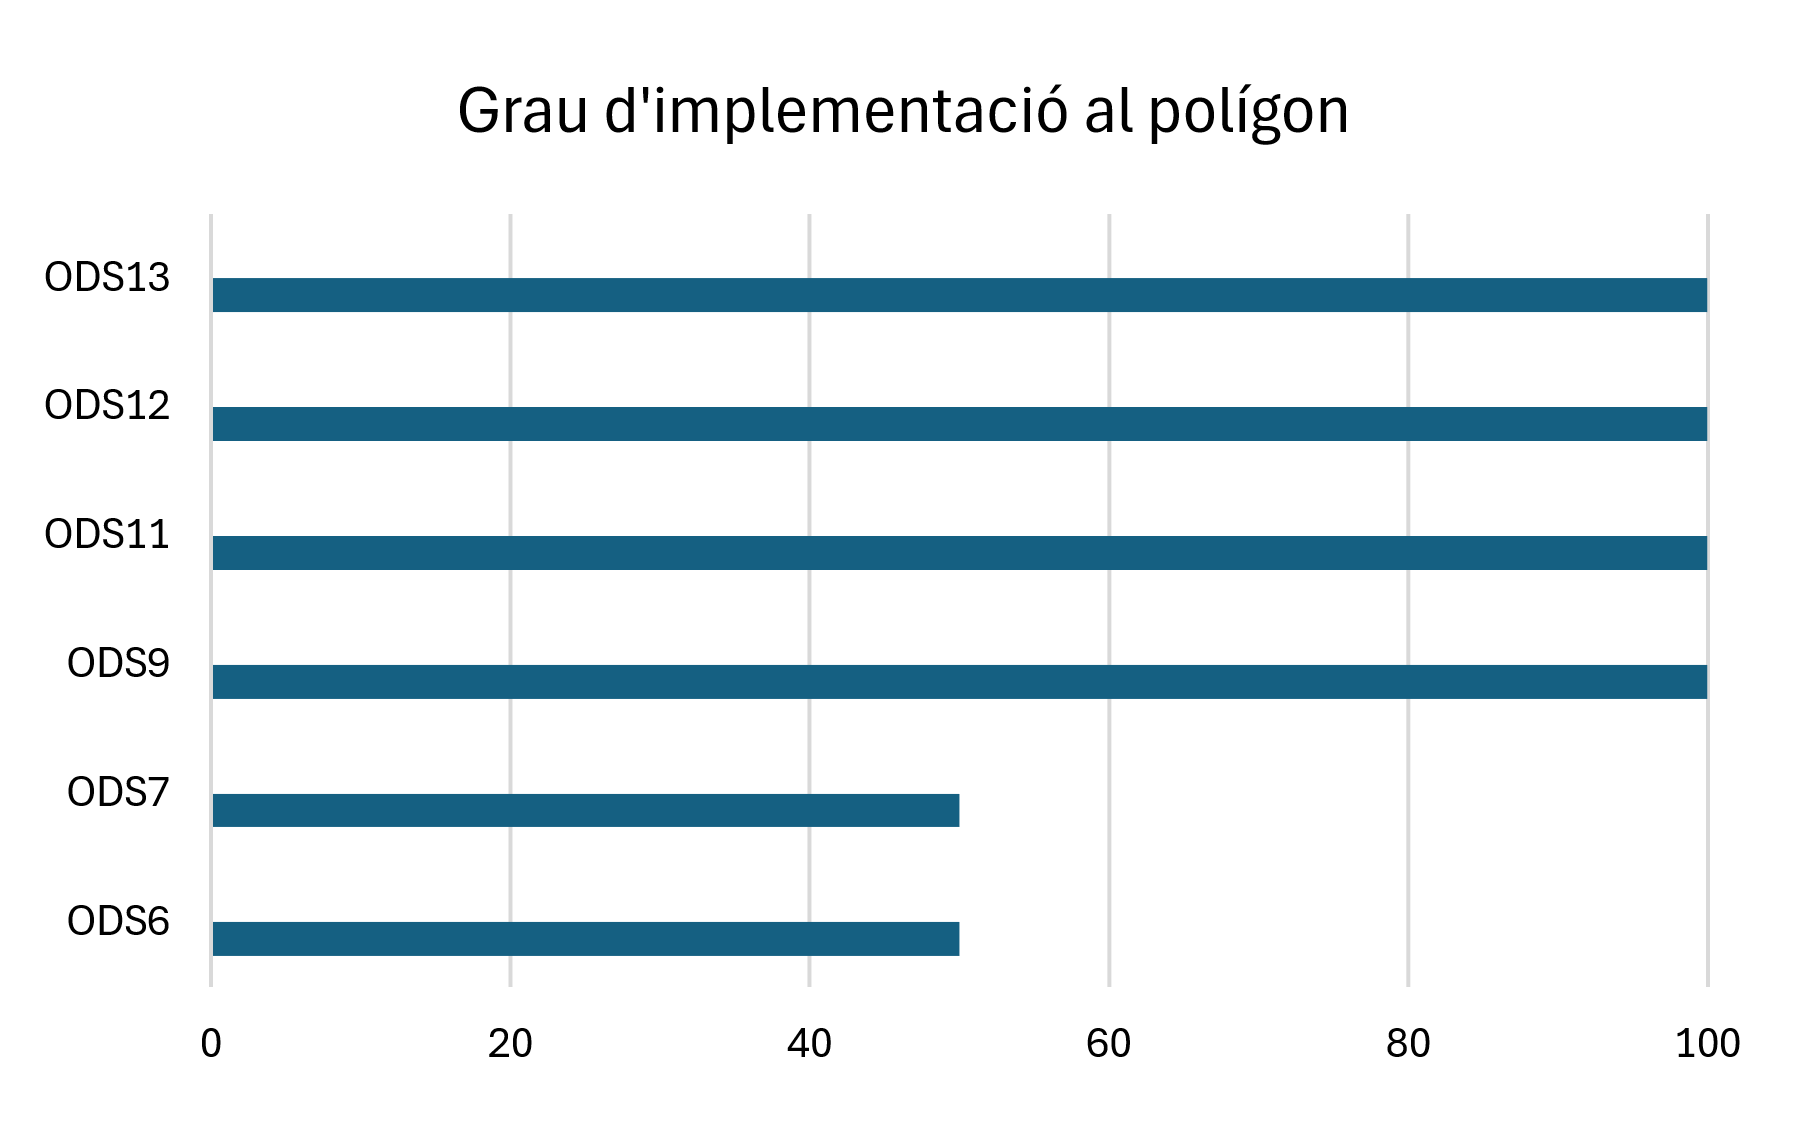 Grau d'implementació al polígon
ODS13
ODS12
ODS11
ODS9
ODS7
ODS6
0 20 40 60 80 100